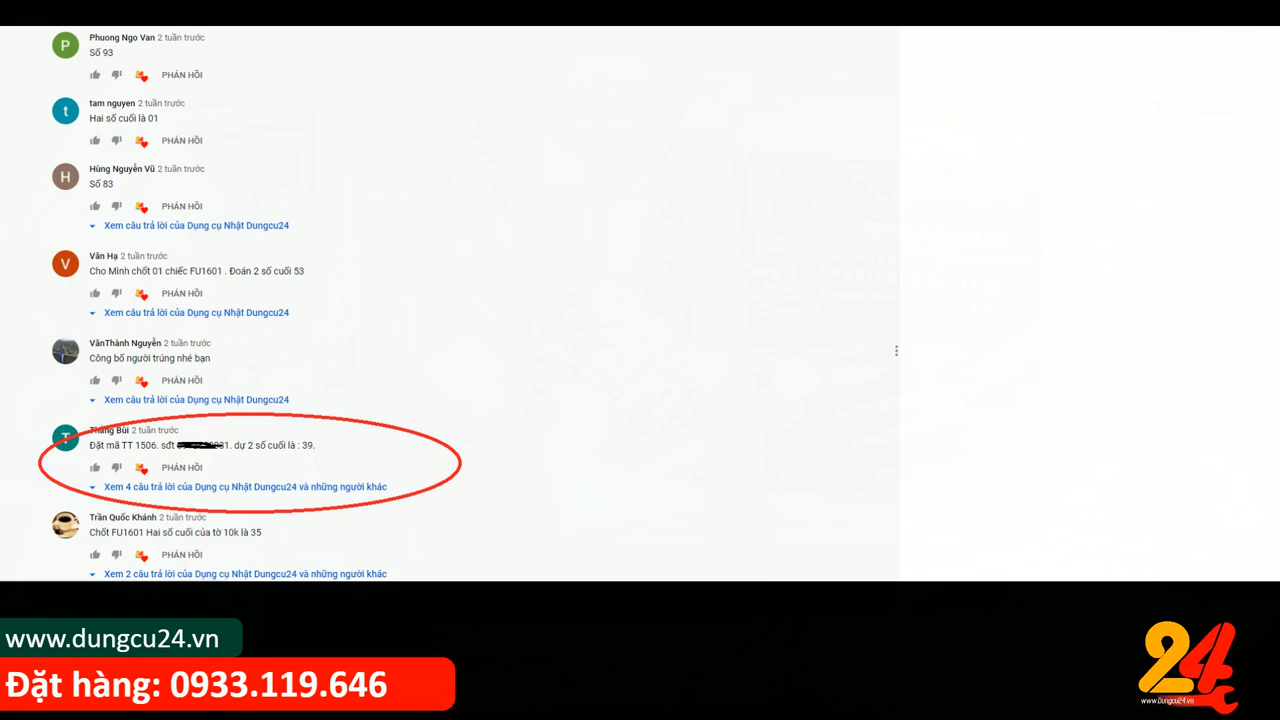 P
Phuong Ngo Van 2 tuần trước
Số 93
PHẢN HỒI
t
tam nguyen 2 tuần trước
Hai số cuối là 01
PHẢN HỒI
H
Hùng Nguyễn Vũ 2 tuần trước
Số 83
PHẢN HỒI
Xem câu trả lời của Dụng cụ Nhật Dungcu24
V
Văn Hạ 2 tuần trước
Cho Mình chốt 01 chiếc FU1601 . Đoán 2 số cuối 53
PHẢN HỒI
Xem câu trả lời của Dụng cụ Nhật Dungcu24
VănThành Nguyễn 2 tuần trước
Công bố người trúng nhé bạn
PHẢN HỒI
Xem câu trả lời của Dụng cụ Nhật Dungcu24
T
Thắng Bùi 2 tuần trước
Đặt mã TT 1506. sđt 31. dự 2 số cuối là : 39.
PHẢN HỒI
Xem 4 câu trả lời của Dụng cụ Nhật Dungcu24 và những người khác
Trần Quốc Khánh 2 tuần trước
Chốt FU1601 Hai số cuối của tờ 10k là 35
PHẢN HỒI
Xem 2 câu trả lời của Dụng cụ Nhật Dungcu24 và những người khác
www.dungcu24.vn
Đặt hàng: 0933.119.646
24
www.Dungcu24.vn